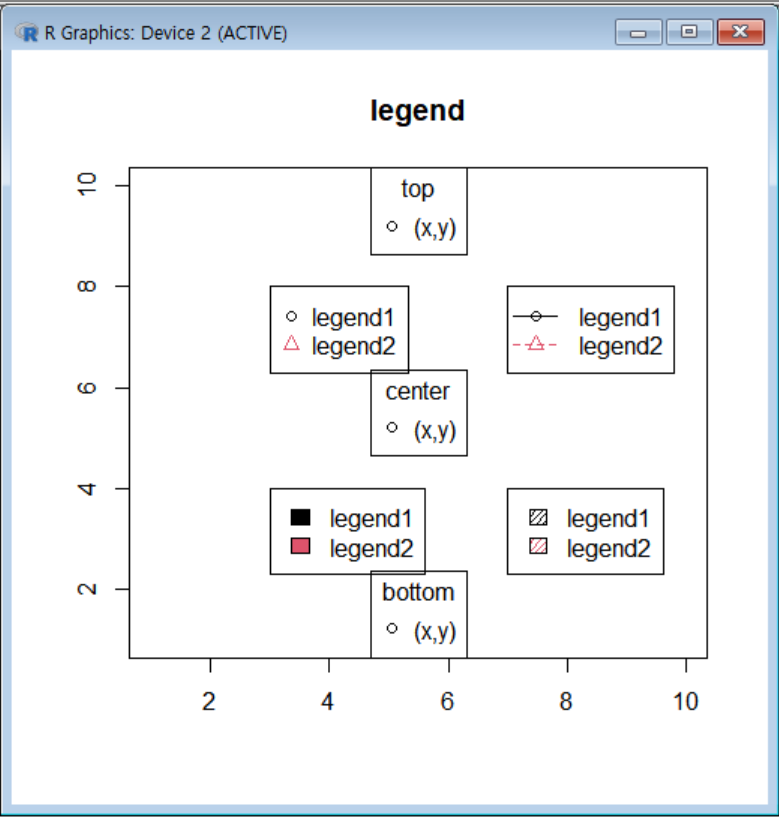 R Graphics: Device 2 (ACTIVE)
legend
10
8
6
4
2
top
(x,y)
legend1
legend2
legend1
legend2
center
(x,y)
legend1
legend2
legend1
legend2
bottom
(x,y)
2 4 6 8 10